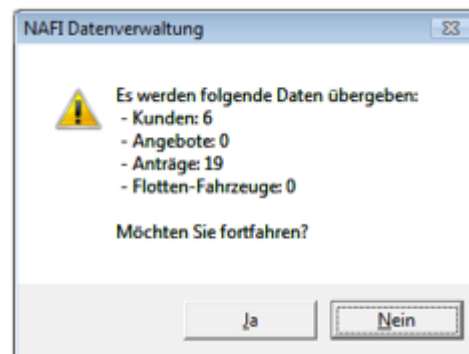 NAFI Datenverwaltung
Es werden folgende Daten übergeben:
- Kunden: 6
- Angebote: 0
- Anträge: 19
- Flotten-Fahrzeuge: 0
Möchten Sie fortfahren?
Ja
Nein